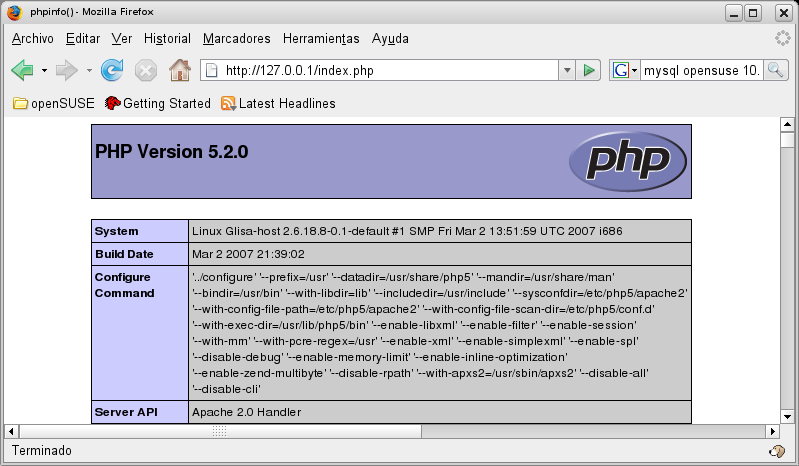 phpinfo() - Mozilla Firefox
Archivo Editar Ver Historial Marcadores Herramientas Ayuda
http://127.0.0.1/index.php
G mysql opensuse 10.
openSUSE Getting Started Latest Headlines
PHP Version 5.2.0
php
System Linux Glisa-host 2.6.18.8-0.1-default #1 SMP Fri Mar 2 13:51:59 UTC 2007 i686
Build Date Mar 2 2007 21:39:02
Configure Command
'../configure' '--prefix=/usr' '--datadir=/usr/share/php5' '--mandir=/usr/share/man'
'--bindir=/usr/bin' '--with-libdir=lib' '--includedir=/usr/include' '--sysconfdir=/etc/php5/apache2'
'--with-config-file-path=/etc/php5/apache2' '--with-config-file-scan-dir=/etc/php5/conf.d'
'--with-exec-dir=/usr/lib/php5/bin' '--enable-libxml' '--enable-filter' '--enable-session'
'--with-mm' '--with-pcre-regex=/usr' '--enable-xml' '--enable-simplexml' '--enable-spl'
'--disable-debug' '--enable-memory-limit' '--enable-inline-optimization'
'--enable-zend-multibyte' '--disable-rpath' '--with-apxs2=/usr/sbin/apxs2' '--disable-all'
'--disable-cli'
Server API Apache 2.0 Handler
Terminado